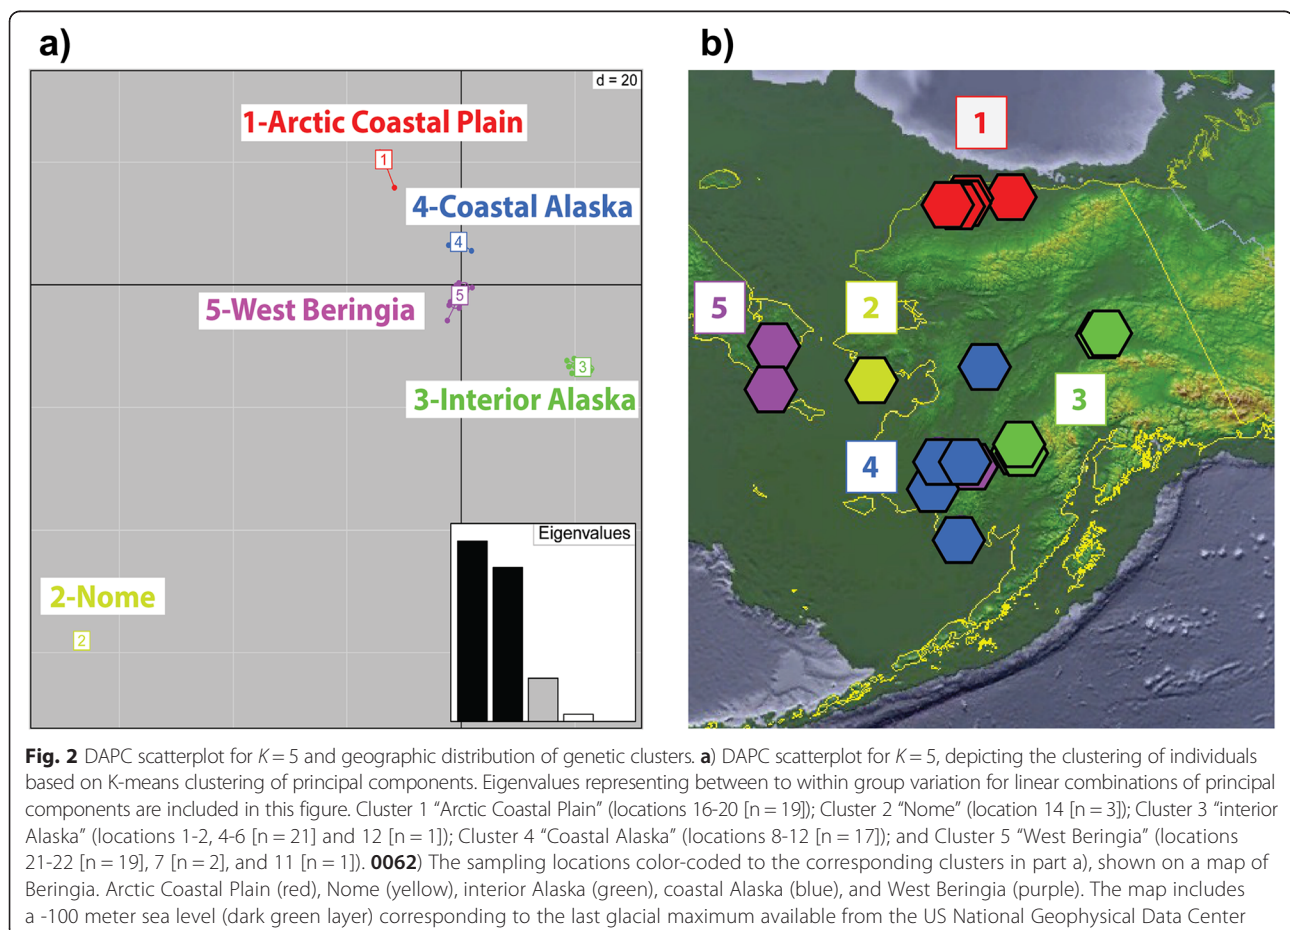 a)
d = 20
1-Arctic Coastal Plain
1
4-Coastal Alaska
4
5-West Beringia
5
3
3-Interior Alaska
Eigenvalues
2-Nome
2
b)
1
5
2
3
4
Fig. 2 DAPC scatterplot for K = 5 and geographic distribution of genetic clusters. a) DAPC scatterplot for K = 5, depicting the clustering of individuals
based on K-means clustering of principal components. Eigenvalues representing between to within group variation for linear combinations of principal
components are included in this figure. Cluster 1 “Arctic Coastal Plain” (locations 16-20 [n = 19]); Cluster 2 “Nome” (location 14 [n = 3]); Cluster 3 “interior
Alaska” (locations 1-2, 4-6 [n = 21] and 12 [n = 1]); Cluster 4 “Coastal Alaska” (locations 8-12 [n = 17]); and Cluster 5 “West Beringia” (locations
21-22 [n = 19], 7 [n = 2], and 11 [n = 1]). 0062) The sampling locations color-coded to the corresponding clusters in part a), shown on a map of
Beringia. Arctic Coastal Plain (red), Nome (yellow), interior Alaska (green), coastal Alaska (blue), and West Beringia (purple). The map includes
a -100 meter sea level (dark green layer) corresponding to the last glacial maximum available from the US National Geophysical Data Center